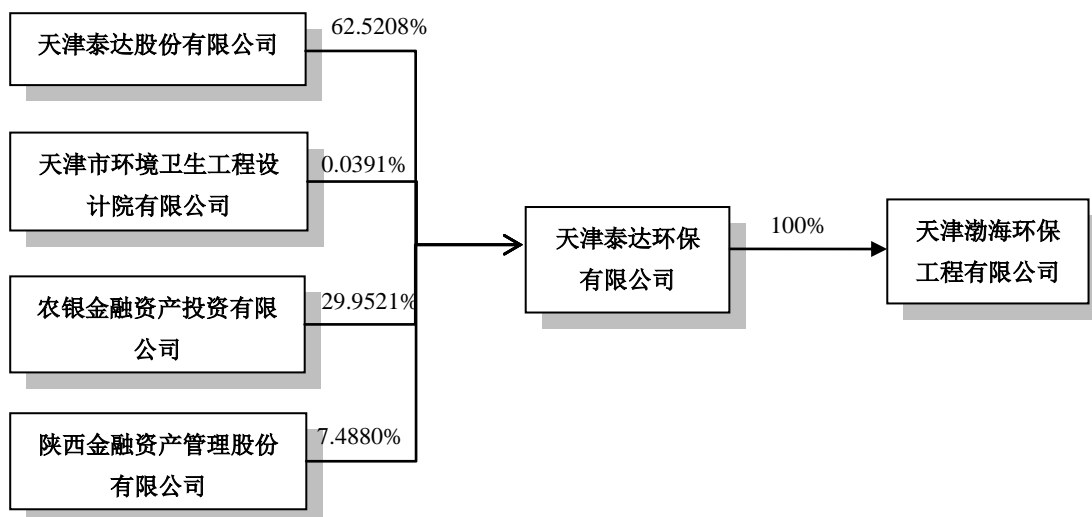 天津泰达股份有限公司
62.5208%
天津市环境卫生工程设
计院有限公司
0.0391%
农银金融资产投资有限
公司
29.9521%
陕西金融资产管理股份
有限公司
7.4880%
天津泰达环保
有限公司
100%
天津渤海环保
工程有限公司